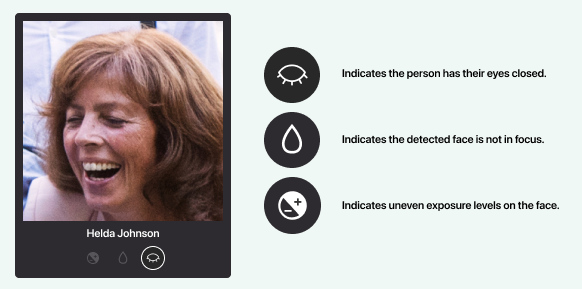 Indicates the person has their eyes closed.
Indicates the detected face is not in focus.
Indicates uneven exposure levels on the face.
Helda Johnson